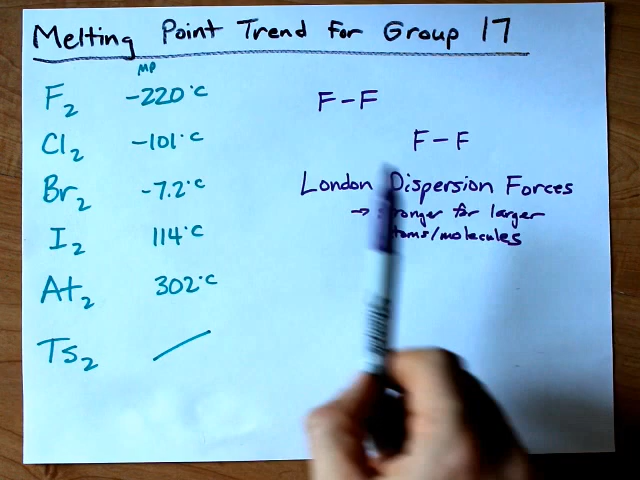 Melting Point Trend For Group 17
MP
F2 -220°C
Cl2 -101°C
Br2 -7.2°C
I2 114°C
At2 302°C
Ts2
F-F
F-F
London Dispersion Forces
→ for larger
/molecules